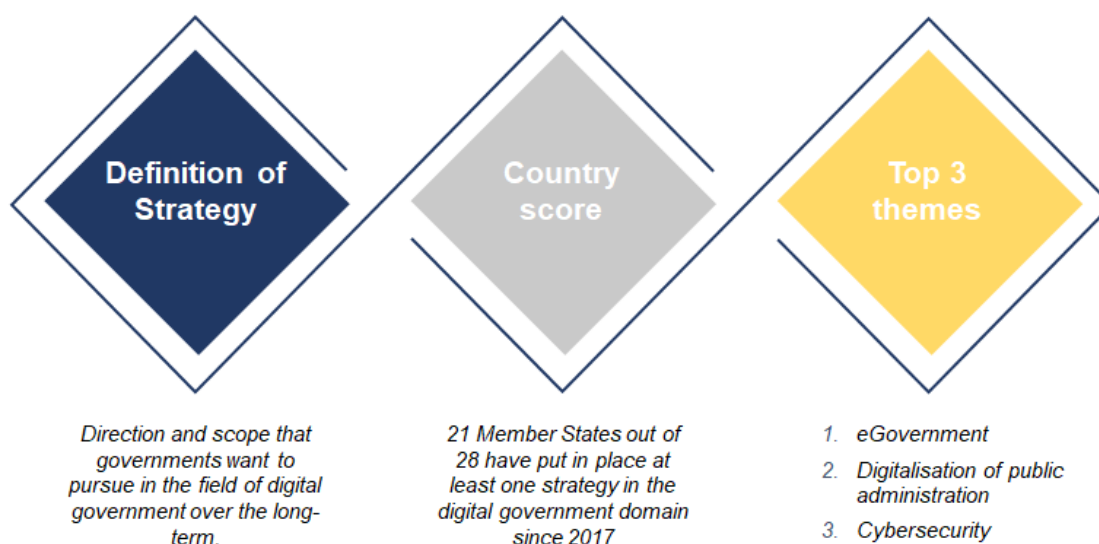 Definition of
Strategy
Country
score
Top 3
themes
Direction and scope that
governments want to
pursue in the field of digital
government over the long-
term.
21 Member States out of
28 have put in place at
least one strategy in the
digital government domain
since 2017
1. eGovernment
2. Digitalisation of public
administration
3. Cybersecurity